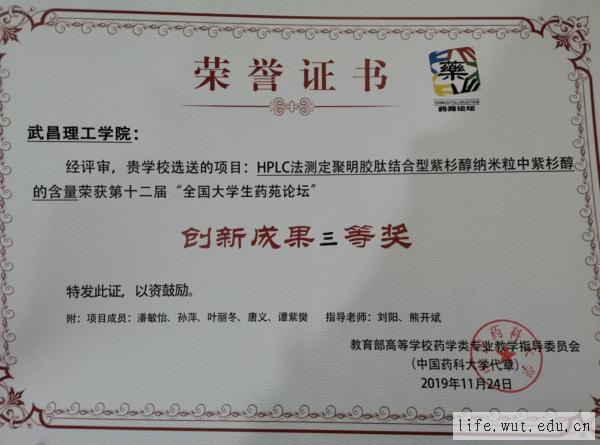 荣誉证书
藥
药苑论坛
武昌理工学院：
经评审，贵学校选送的项目：HPLC法测定聚明胶肽结合型紫杉醇纳米粒中紫杉醇
的含量荣获第十二届“全国大学生药苑论坛”
创新成果三等奖
特发此证，以资鼓励。
附：项目成员：潘敏怡、孙萍、叶丽冬、唐义、谭紫樊 指导老师：刘阳、熊开斌
教育部高等学校药学类专业教学指导委员会
（中国药科大学代章）
2019年11月24日
life.wut.edu.cn